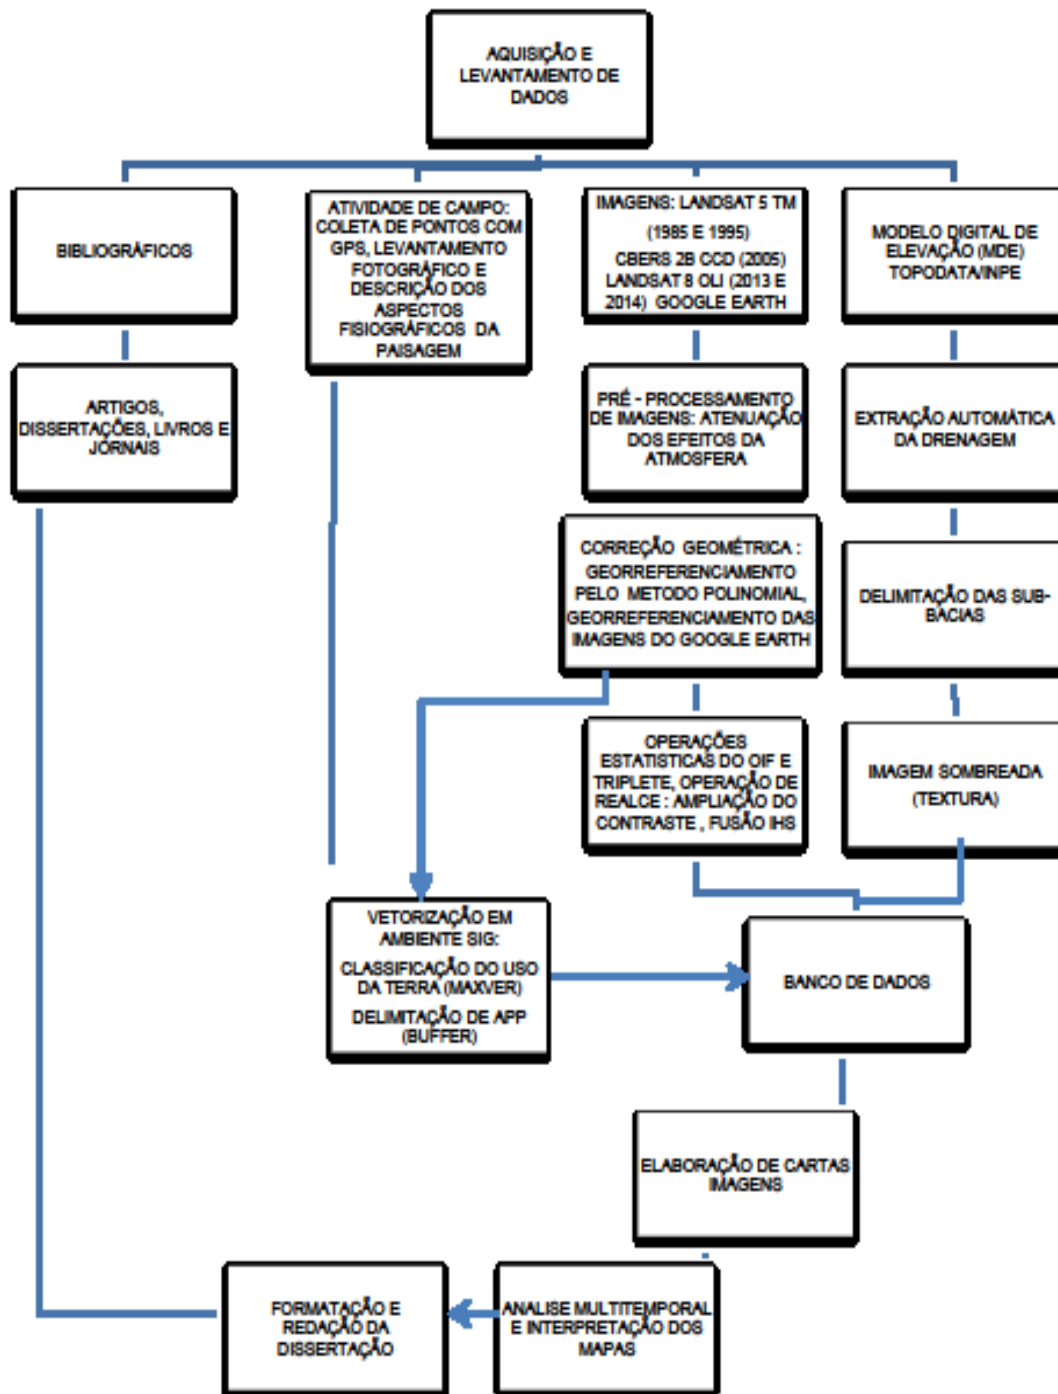 AQUISIÇÃO E
LEVANTAMENTO DE
DADOS
BIBLIOGRÁFICOS
ATIVIDADE DE CAMPO:
COLETA DE PONTOS COM
GPS, LEVANTAMENTO
FOTOGRÁFICO E
DESCRIÇÃO DOS
ASPECTOS
FISIOGRÁFICOS DA
PAISAGEM
IMAGENS: LANDSAT 5 TM
(1985 E 1995)
CBERS 2B CCD (2005)
LANDSAT 8 OLI (2013 E
2014) GOOGLE EARTH
MODELO DIGITAL DE
ELEVAÇÃO (MDE)
TOPODATA/INPE
ARTIGOS,
DISSERTAÇÕES, LIVROS E
JORNAIS
PRÉ - PROCESSAMENTO
DE IMAGENS: ATENUAÇÃO
DOS EFEITOS DA
ATMOSFERA
EXTRAÇÃO AUTOMÁTICA
DA DRENAGEM
CORREÇÃO GEOMÉTRICA :
GEORREFERENCIAMENTO
PELO METODO POLINOMIAL,
GEORREFERENCIAMENTO DAS
IMAGENS DO GOOGLE EARTH
DELIMITAÇÃO DAS SUB-
BACIAS
OPERAÇÕES
ESTATISTICAS DO OIF E
TRIPLETE, OPERAÇÃO DE
REALCE : AMPLIAÇÃO DO
CONTRASTE , FUSÃO IHS
IMAGEM SOMBREADA
(TEXTURA)
VETORIZAÇÃO EM
AMBIENTE SIG:
CLASSIFICAÇÃO DO USO
DA TERRA (MAXVER)
DELIMITAÇÃO DE APP
(BUFFER)
BANCO DE DADOS
ELABORAÇÃO DE CARTAS
IMAGENS
FORMATAÇÃO E
REDAÇÃO DA
DISSERTAÇÃO
ANALISE MULTITEMPORAL
E INTERPRETAÇÃO DOS
MAPAS